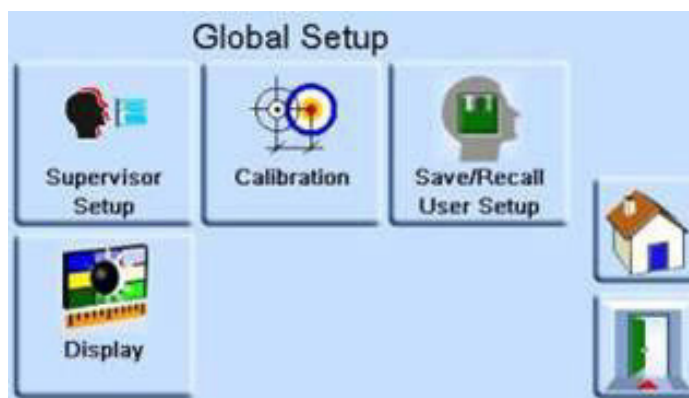 Global Setup
Supervisor
Setup
Calibration
Save/Recall
User Setup
Display